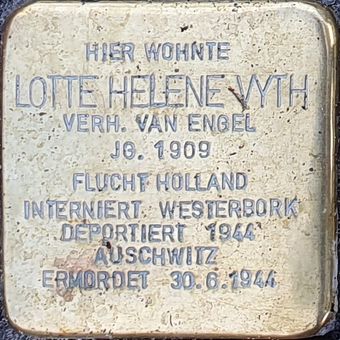 HIER WOHNTE
LOTTE HELENE VYTH
VERH. VAN ENGEL
JG. 1909
FLUCHT HOLLAND
INTERNIERT WESTERBORK
DEPORTIERT 1944
AUSCHWITZ
ERMORDET 30.6.1944